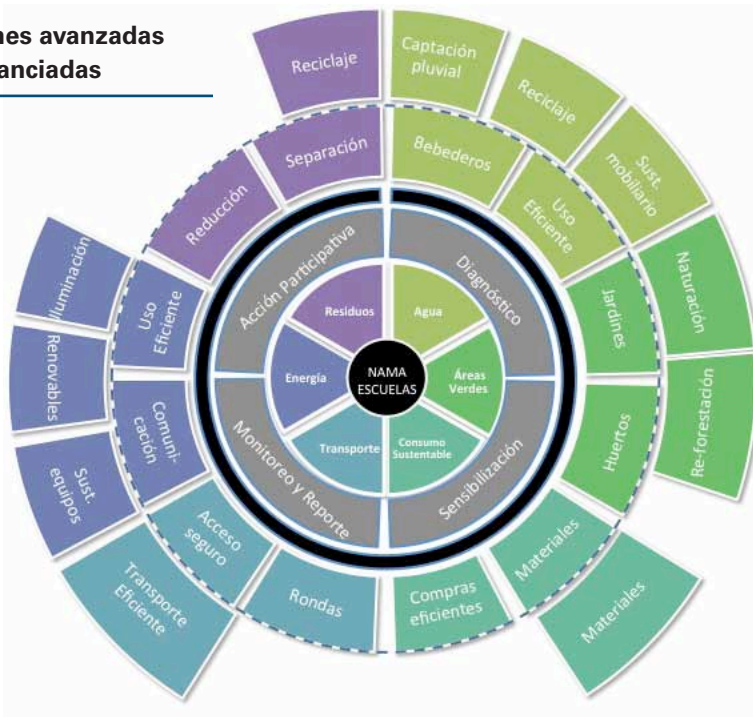 nes avanzadas
anciadas
Reciclaje
Captación
pluvial
Reciclaje
Sust.
mobiliario
Naturación
Re-forestación
Materiales
Transporte
Eficiente
Sust.
equipos
Renovables
Iluminación
Reducción
Separación
Bebederos
Uso
Eficiente
Jardines
Huertos
Materiales
Compras
eficientes
Rondas
Acceso
seguro
Comuni-
cación
Uso
Eficiente
Acción Participativa
Diagnóstico
Sensibilización
Monitoreo y Reporte
Residuos
Agua
Áreas
Verdes
Consumo
Sustentable
Transporte
Energía
NAMA
ESCUELAS